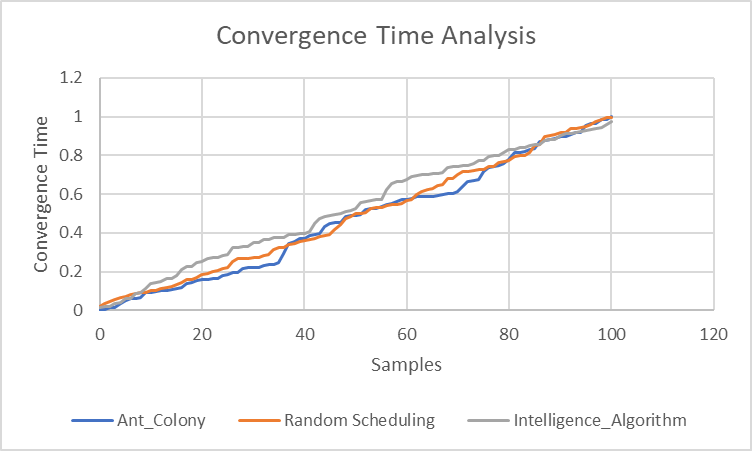 Convergence Time Analysis
1.2
1
0.8
0.6
0.4
0.2
0
Convergence Time
0 20 40 60 80 100 120
Samples
Ant_Colony Random Scheduling Intelligence_Algorithm